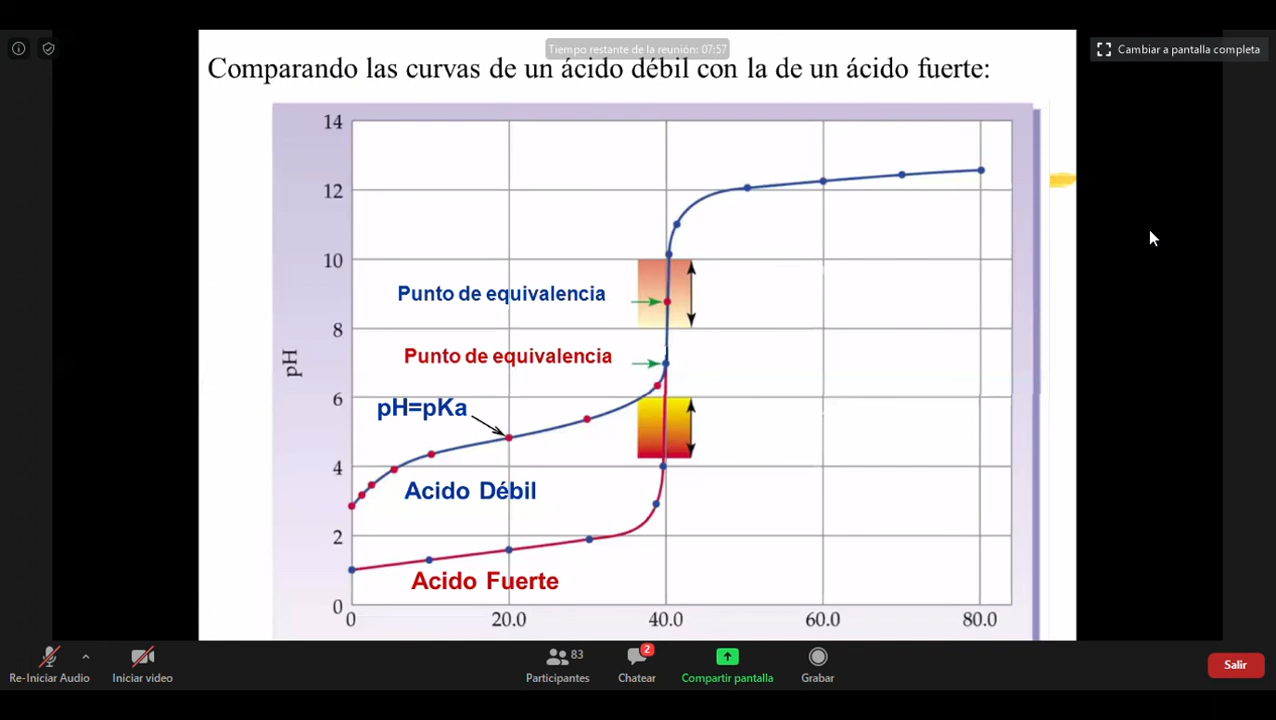 Tiempo restante de la reunión: 07:57
Cambiar a pantalla completa
Comparando las curvas de un ácido débil con la de un ácido fuerte:
14
12
10
Punto de equivalencia
8
Punto de equivalencia
pH
6
pH=pKa
4
Acido Débil
2
Acido Fuerte
0
0 20.0 40.0 60.0 80.0
83
2
Re-Iniciar Audio
Iniciar video
Participantes
Chatear
Compartir pantalla
Grabar
Salir